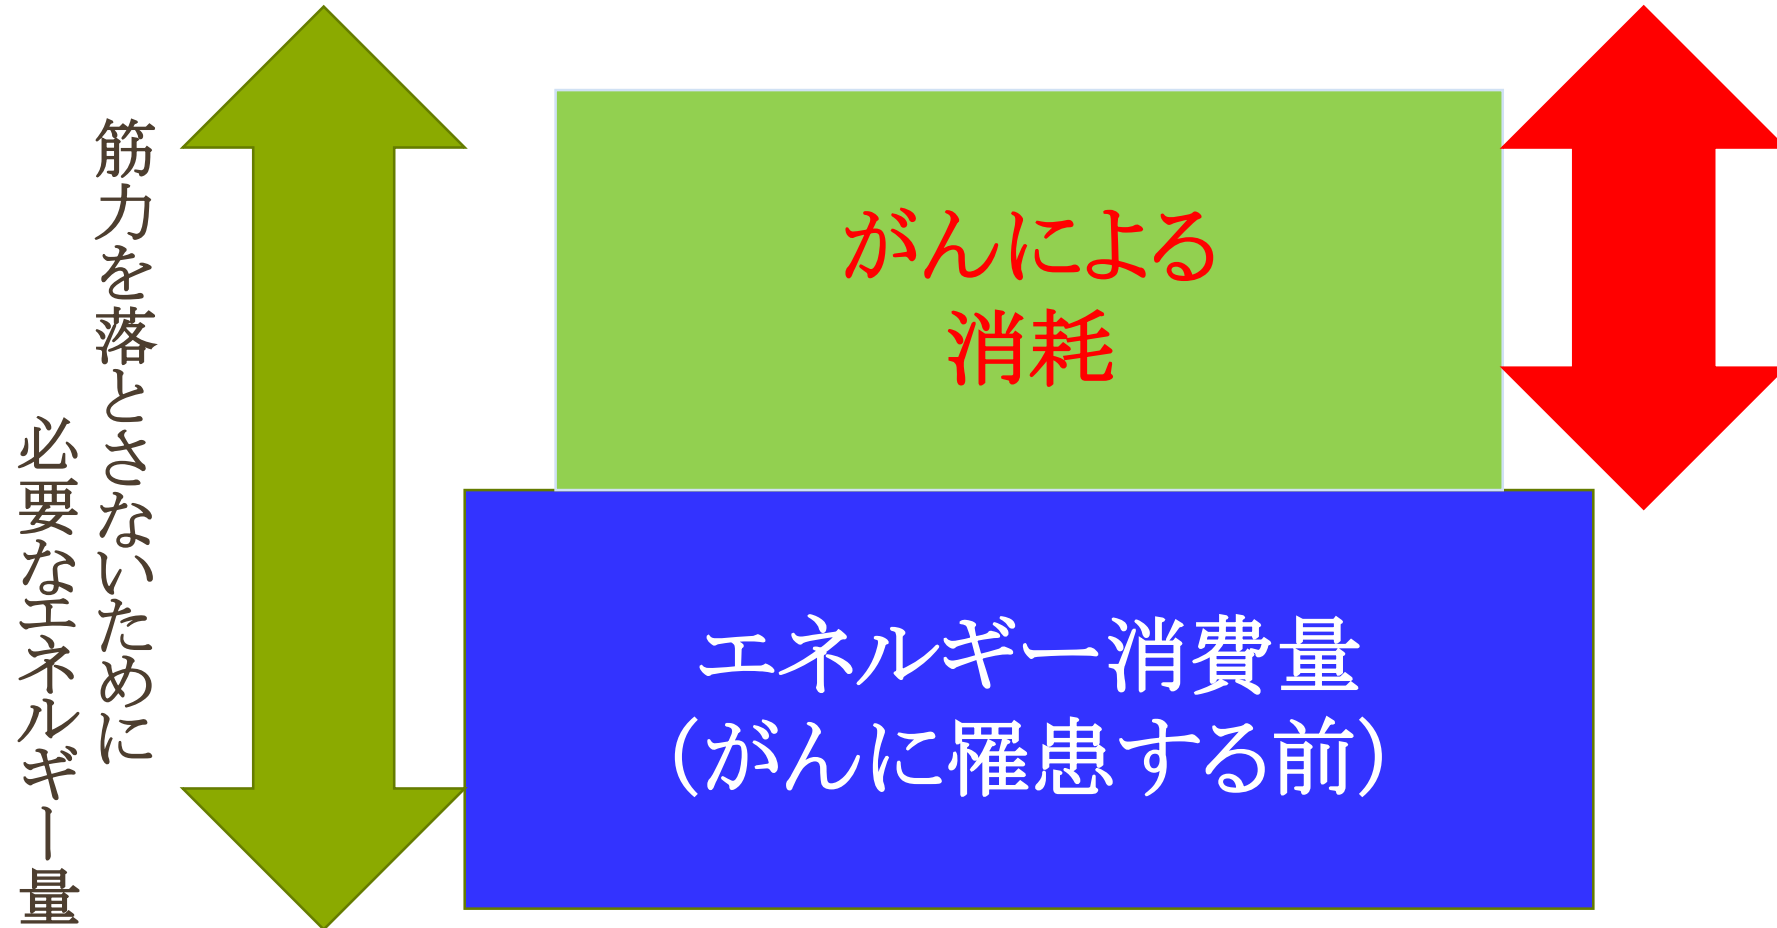 筋力を落とさないために
必要なエネルギー量
がんによる
消耗
エネルギー消費量
（がんに罹患する前）